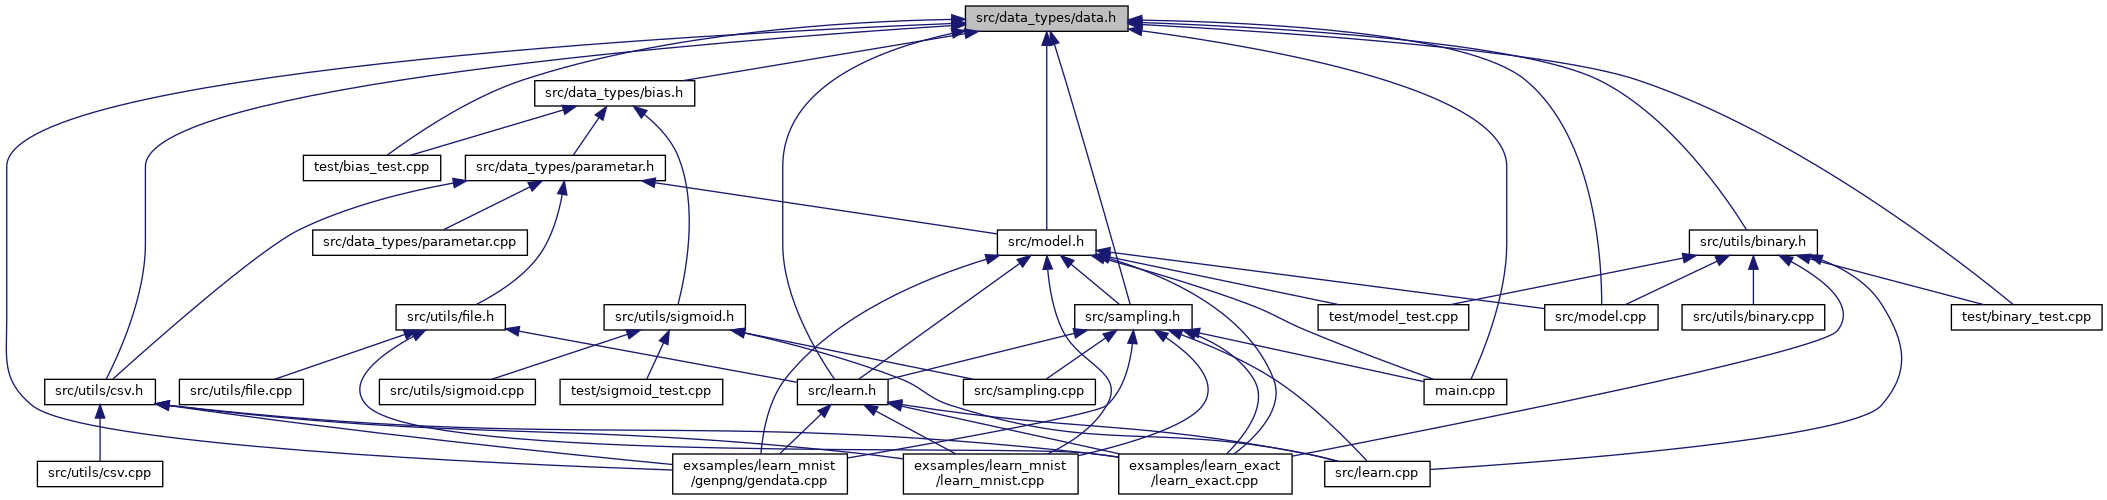 src/data_types/data.h
src/data_types/bias.h
test/bias_test.cpp
src/data_types/parametar.h
src/data_types/parametar.cpp
src/model.h
src/utils/binary.h
src/utils/file.h
src/utils/sigmoid.h
src/sampling.h
test/model_test.cpp
src/model.cpp
src/utils/binary.cpp
test/binary_test.cpp
src/utils/csv.h
src/utils/file.cpp
src/utils/sigmoid.cpp
test/sigmoid_test.cpp
src/learn.h
src/sampling.cpp
main.cpp
src/utils/csv.cpp
exsamples/learn_mnist
/genpng/gendata.cpp
exsamples/learn_mnist
/learn_mnist.cpp
exsamples/learn_exact
/learn_exact.cpp
src/learn.cpp